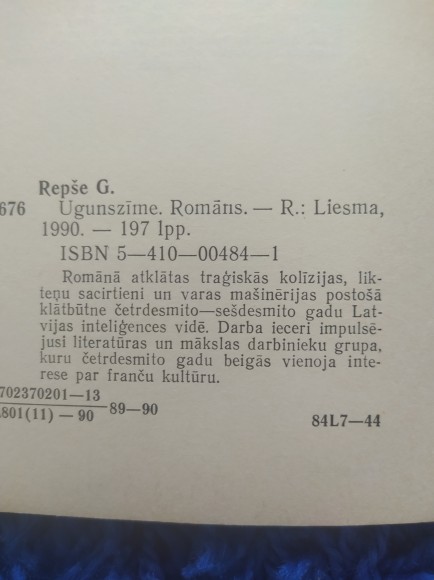 Repše G.
676 Ugunszīme. Romāns. — R.: Liesma,
1990. — 197 lpp.
ISBN 5—410—00484—1
Romānā atklātas traģiskās kolīzijas, lik-
teņu sacirtieni un varas mašinērijas postošā
klātbūtne četrdesmito—sešdesmito gadu Lat-
vijas inteliģences vidē. Darba ieceri impulsē-
jusi literatūras un mākslas darbinieku grupa,
kuru četrdesmito gadu beigās vienoja inte-
rese par franču kultūru.
702370201—13
801(11)—90 89—90
84L7—44